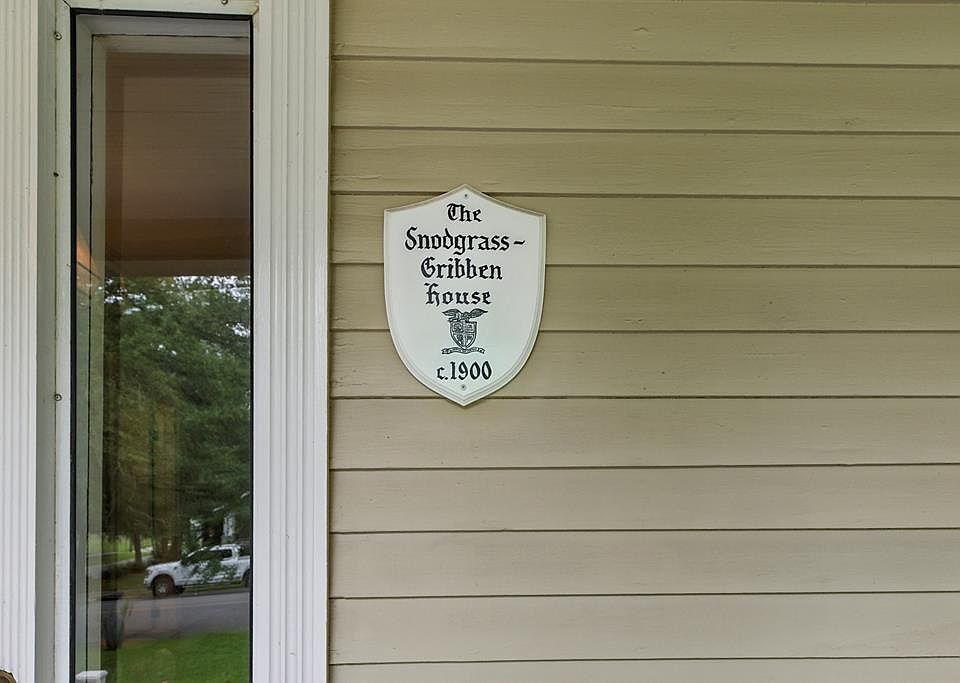 The
Snodgrass-
Gribben
House
c.1900